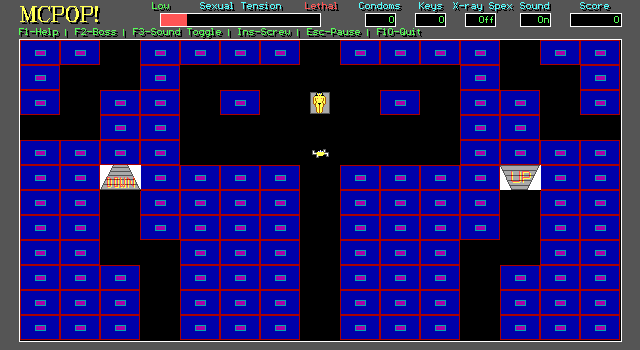 MCPOP!
Low Sexual Tension Lethal Condoms Keys X-ray Spex Sound Score
0 0 Off On 0
F1-Help | F2-Boss | F3-Sound Toggle | Ins-Screw | Esc-Pause | F10-Quit